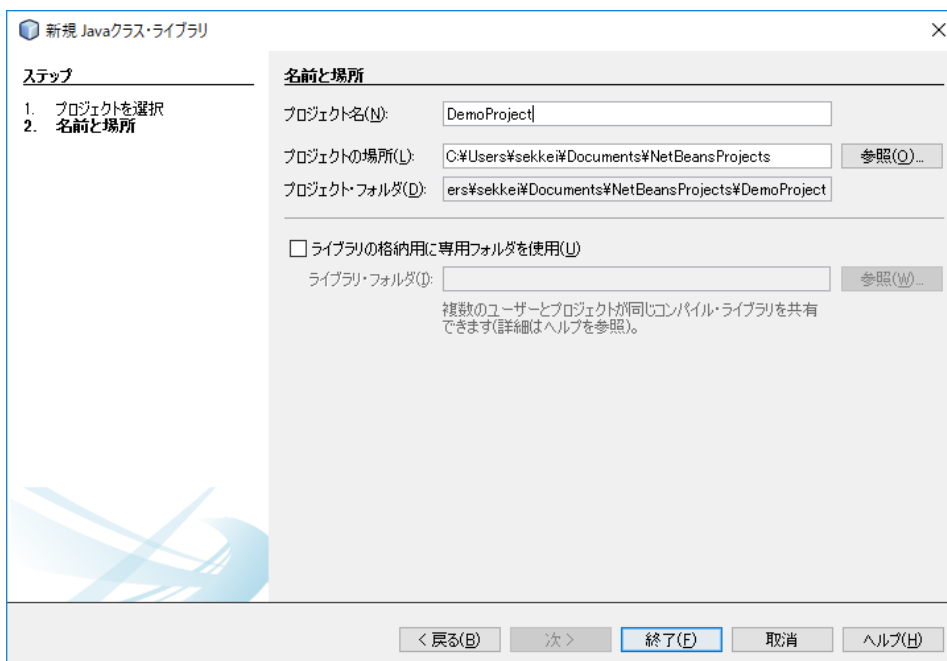 新規 Javaクラス・ライブラリ
ステップ
1. プロジェクトを選択
2. 名前と場所
名前と場所
プロジェクト名(N): DemoProject
プロジェクトの場所(L): C:¥Users¥sekkei¥Documents¥NetBeansProjects 参照(O)...
プロジェクト・フォルダ(D): ers¥sekkei¥Documents¥NetBeansProjects¥DemoProject
ライブラリの格納用に専用フォルダを使用(U)
ライブラリ・フォルダ(I): 参照(W)...
複数のユーザーとプロジェクトが同じコンパイル・ライブラリを共有
できます(詳細はヘルプを参照)。
< 戻る(B) 次 > 終了(F) 取消 ヘルプ(H)